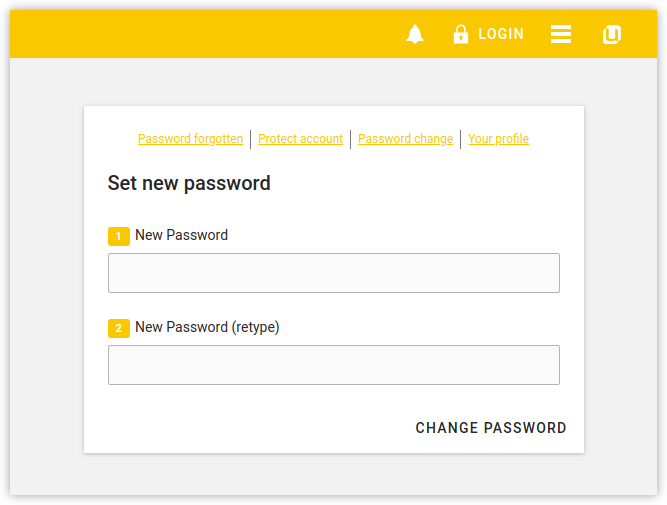 LOGIN
Password forgotten Protect account Password change Your profile
Set new password
1 New Password
2 New Password (retype)
CHANGE PASSWORD